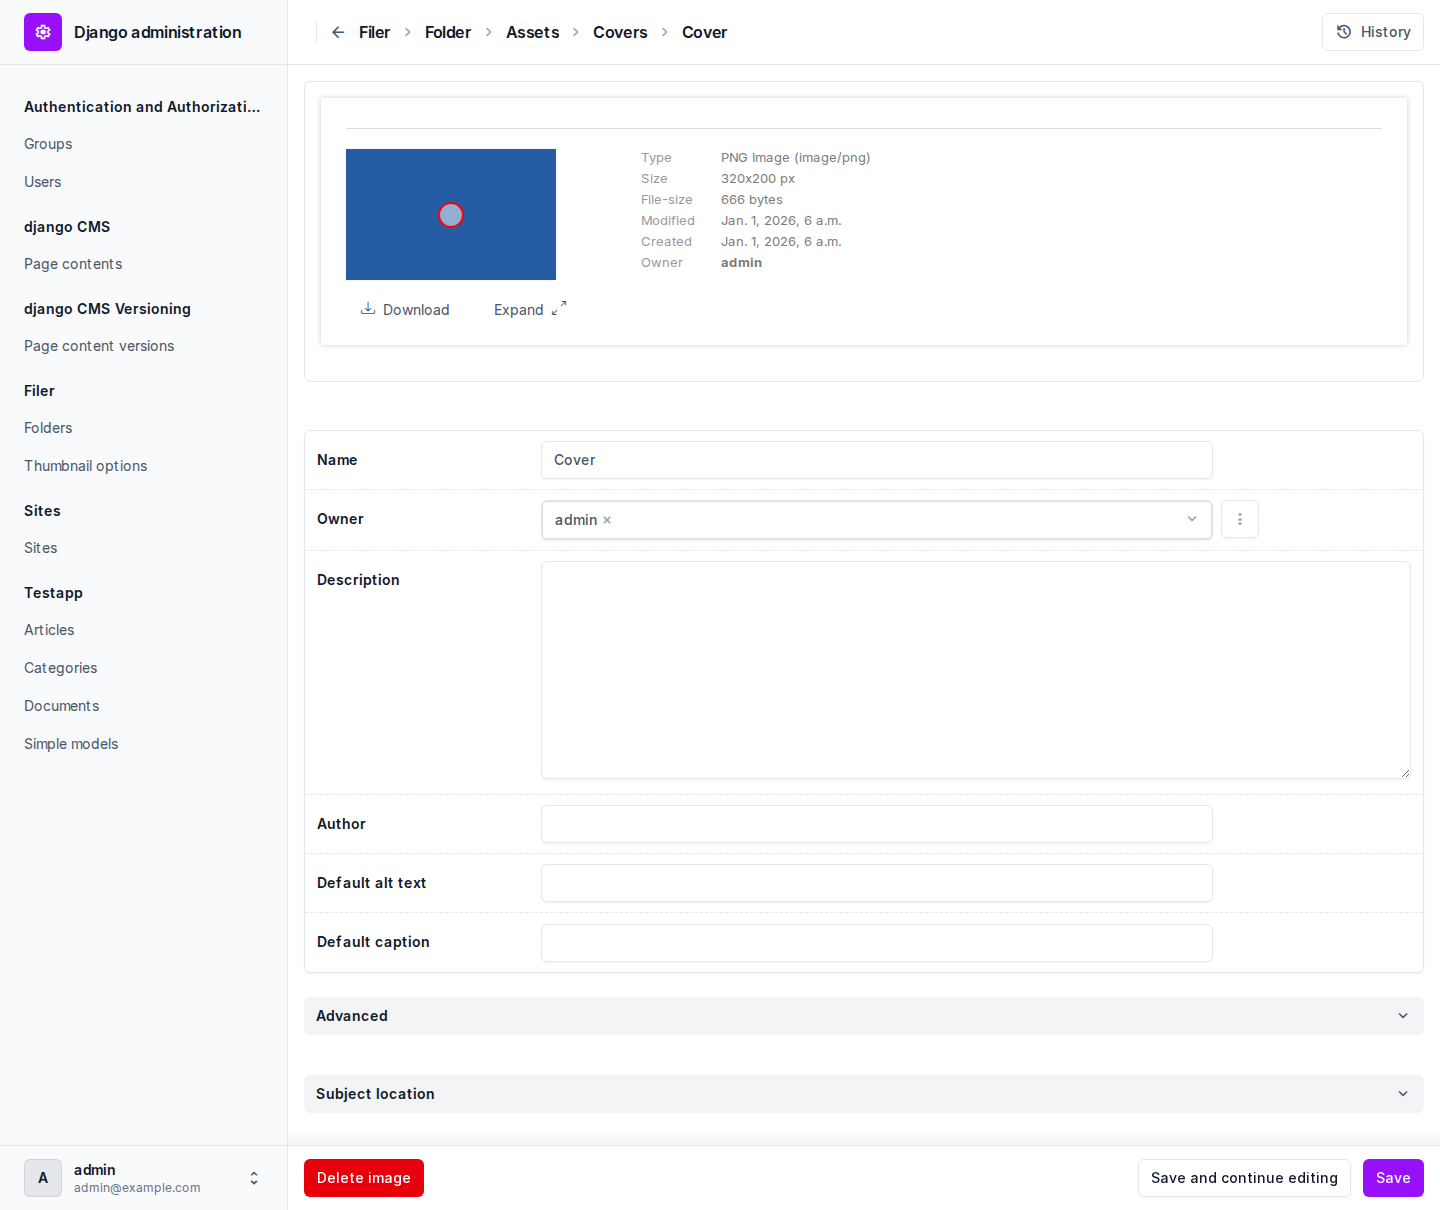 Django administration
Filer
Folder
Assets
Covers
Cover
History
Authentication and Authorizati...
Groups
Users
django CMS
Page contents
django CMS Versioning
Page content versions
Filer
Folders
Thumbnail options
Sites
Sites
Testapp
Articles
Categories
Documents
Simple models
Type PNG Image (image/png)
Size 320x200 px
File-size 666 bytes
Modified Jan. 1, 2026, 6 a.m.
Created Jan. 1, 2026, 6 a.m.
Owner admin
Download
Expand
Name Cover
Owner admin ×
Description
Author
Default alt text
Default caption
Advanced
Subject location
A
admin
admin@example.com
Delete image
Save and continue editing
Save